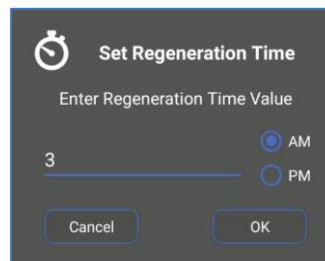 Set Regeneration Time
Enter Regeneration Time Value
AM
3
PM
Cancel
OK